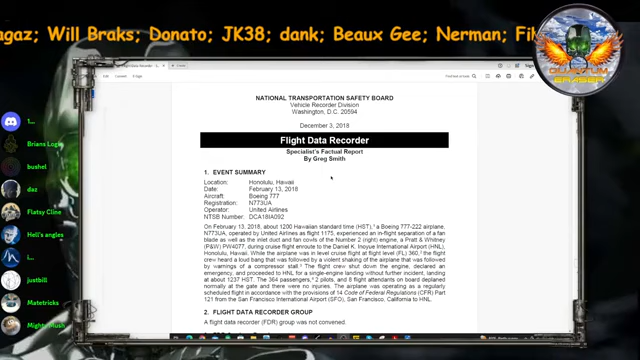 agaz; Will Braks; Donato; JK38; dank; Beaux Gee; Nerman; Fil
QUANTUM
ERASER
NATIONAL TRANSPORTATION SAFETY BOARD
Vehicle Recorder Division
Washington, D.C. 20594
December 3, 2018
Flight Data Recorder
Specialist's Factual Report
By Greg Smith
1. EVENT SUMMARY
Location: Honolulu, Hawaii
Date: February 13, 2018
Aircraft: Boeing 777
Registration: N773UA
Operator: United Airlines
NTSB Number: DCA18IA092
On February 13, 2018, about 1200 Hawaiian standard time (HST),¹ a Boeing 777-222 airplane,
N773UA, operated by United Airlines as flight 1175, experienced an in-flight separation of a fan
blade as well as the inlet duct and fan cowls of the Number 2 (right) engine, a Pratt & Whitney
(P&W) PW4077, during cruise flight enroute to the Daniel K. Inouye International Airport (HNL),
Honolulu, Hawaii. While the airplane was in level cruise flight at flight level (FL) 360,² the flight
crew heard a loud bang that was followed by a violent shaking of the airplane that was followed
by warnings of a compressor stall.³ The flight crew shut down the engine, declared an
emergency, and proceeded to HNL for a single-engine landing without further incident, landing
at about 1237 HST. The 364 passengers, 2 pilots, and 8 flight attendants on board deplaned
normally at the gate and there were no injuries. The airplane was operating as a regularly
scheduled flight in accordance with the provisions of 14 Code of Federal Regulations (CFR) Part
121 from the San Francisco International Airport (SFO), San Francisco, California to HNL.
2. FLIGHT DATA RECORDER GROUP
A flight data recorder (FDR) group was not convened.
1...
Brians Logic
bushel
daz
Flatsy Cline
Hell's angels
I...
justbill
Matetricks